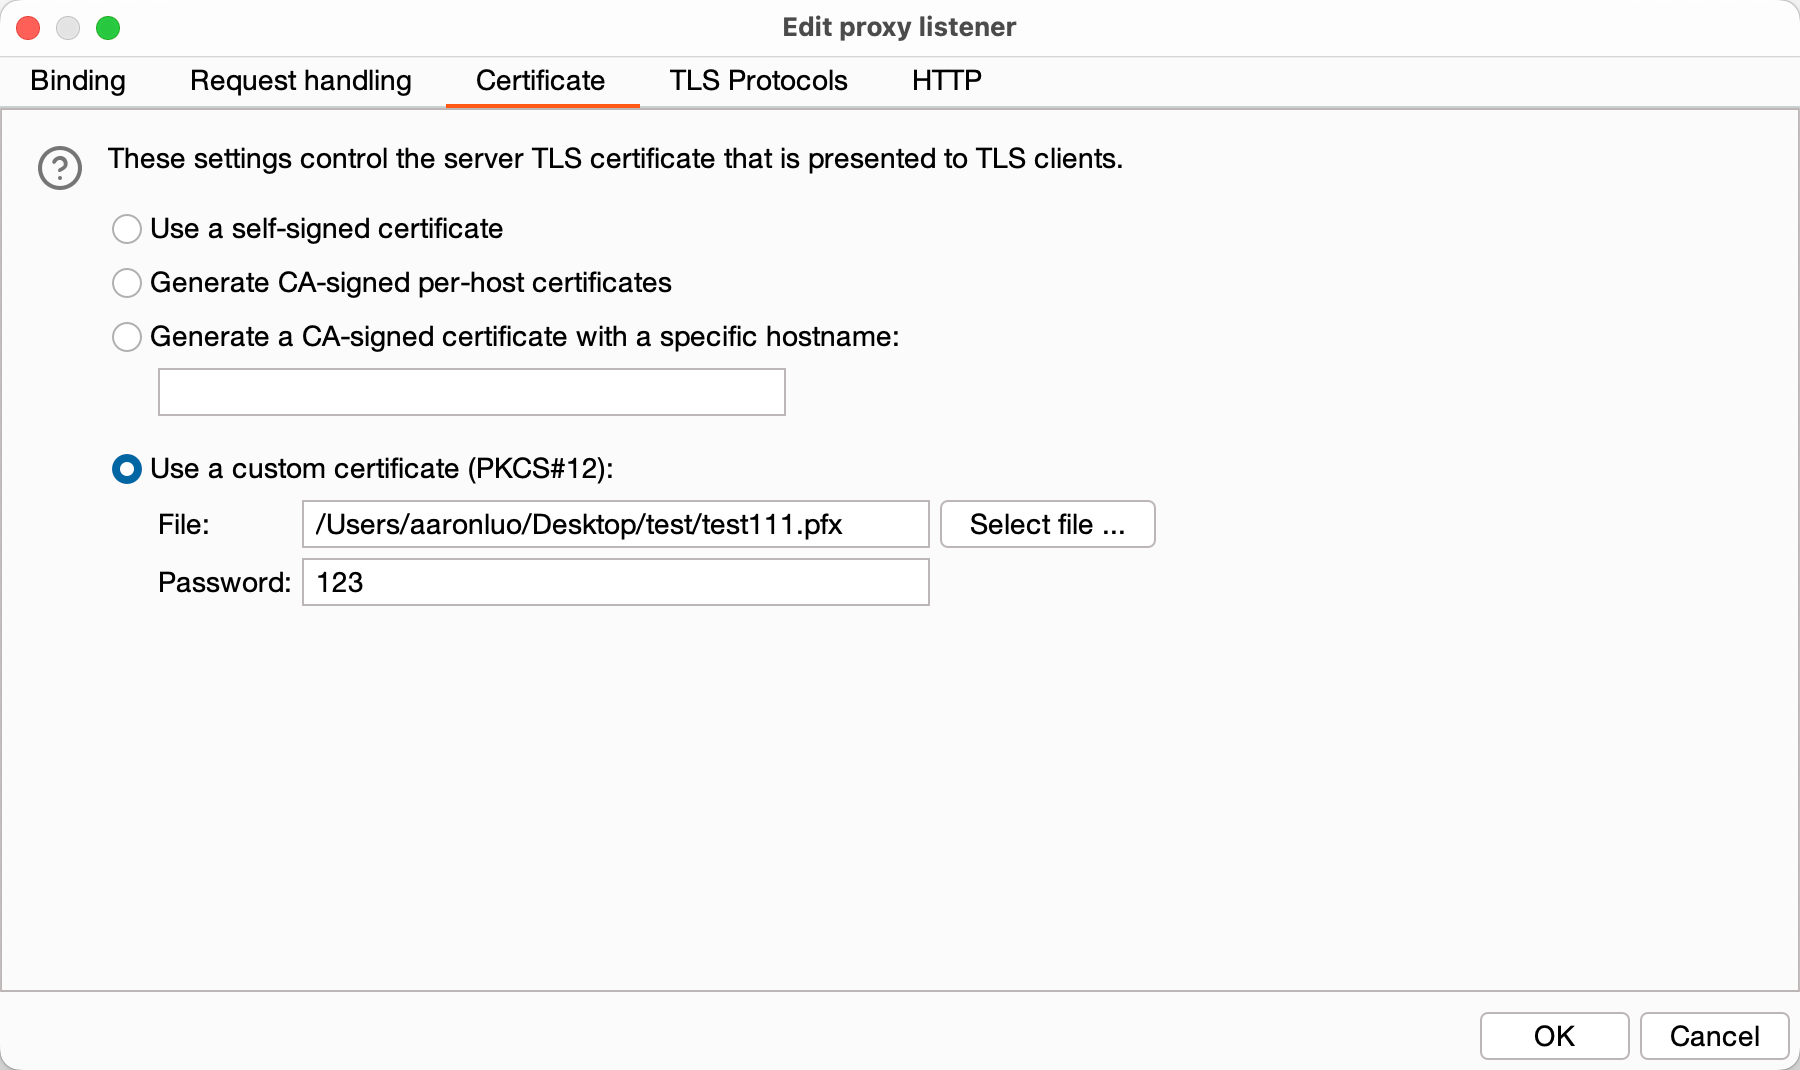 Edit proxy listener
Binding Request handling Certificate TLS Protocols HTTP
? These settings control the server TLS certificate that is presented to TLS clients.
Use a self-signed certificate
Generate CA-signed per-host certificates
Generate a CA-signed certificate with a specific hostname:
Use a custom certificate (PKCS#12):
File: /Users/aaronluo/Desktop/test/test111.pfx Select file ...
Password: 123
OK Cancel